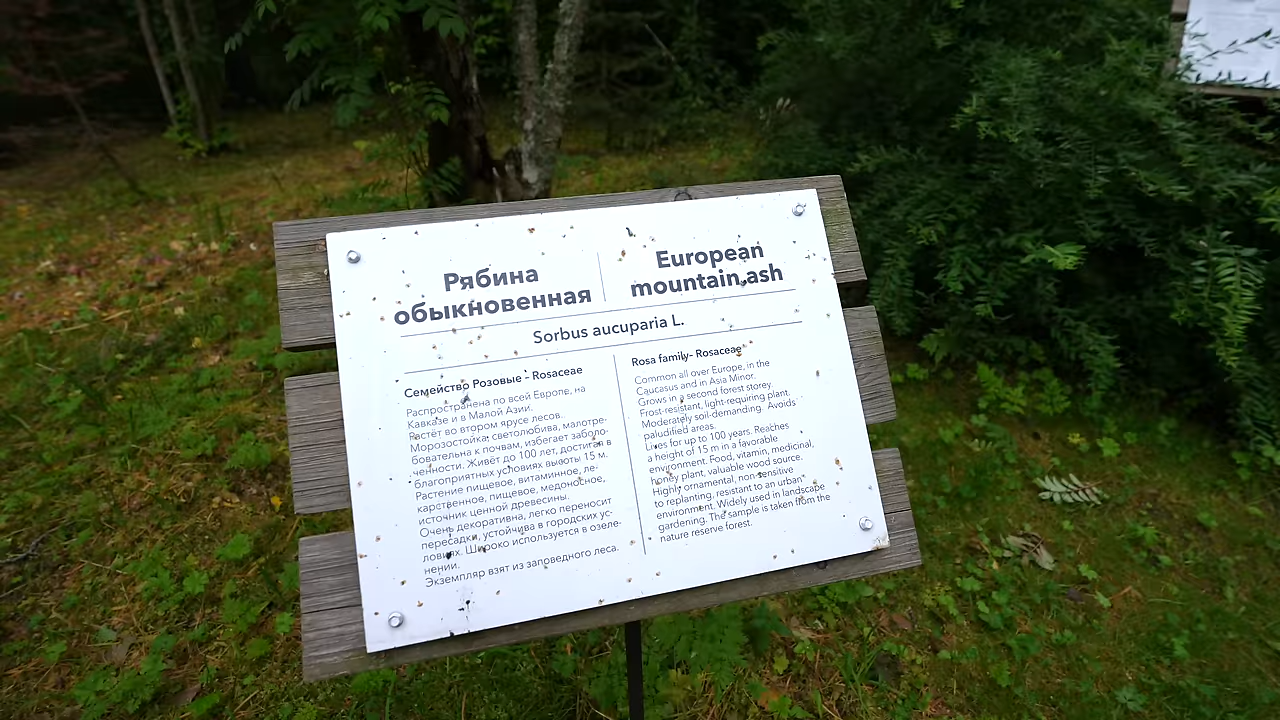 Рябина
обыкновенная
European
mountain ash
Sorbus aucuparia L.
Семейство Розовые - Rosaceae
Распространена по всей Европе, на
Кавказе и в Малой Азии.
Растёт во втором ярусе лесов.
Морозостойка, светолюбива, малотре-
бовательна к почвам, избегает заболо-
ченности. Живёт до 100 лет, достигая в
благоприятных условиях высоты 15 м.
Растение пищевое, витаминное, ле-
карственное, пищевое, медоносное,
источник ценной древесины.
Очень декоративна, легко переносит
пересадки, устойчива в городских ус-
ловиях. Широко используется в озеле-
нении.
Экземпляр взят из заповедного леса.
Rosa family- Rosaceae
Common all over Europe, in the
Caucasus and in Asia Minor.
Grows in a second forest storey.
Frost-resistant, light-requiring plant.
Moderately soil-demanding. Avoids
paludified areas.
Lives for up to 100 years. Reaches
a height of 15 m in a favorable
environment. Food, vitamin, medicinal,
honey plant, valuable wood source.
Highly ornamental, non-sensitive
to replanting, resistant to an urban
environment. Widely used in landscape
gardening. The sample is taken from the
nature reserve forest.